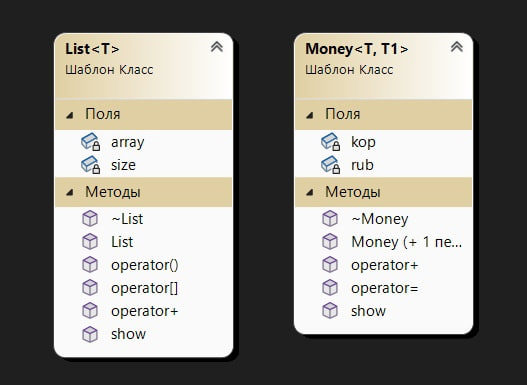 List<T>
Шаблон Класс
Поля
array
size
Методы
~List
List
operator()
operator[]
operator+
show
Money<T, T1>
Шаблон Класс
Поля
kop
rub
Методы
~Money
Money (+ 1 пе...
operator+
operator=
show